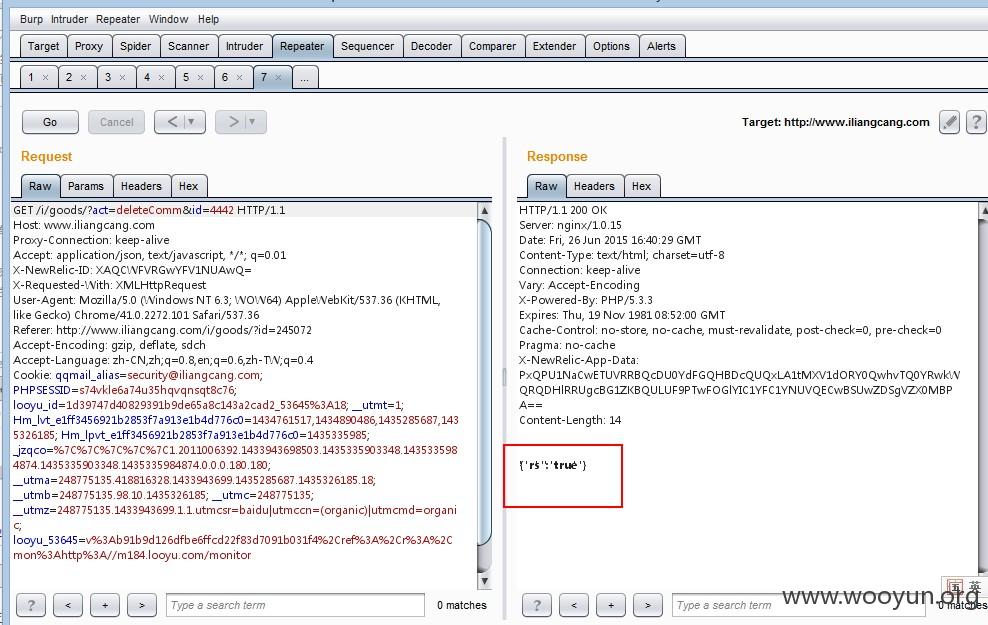 Burp Intruder Repeater Window Help
Target Proxy Spider Scanner Intruder Repeater Sequencer Decoder Comparer Extender Options Alerts
1 × 2 × 3 × 4 × 5 × 6 × 7 × ...
Go Cancel < | ▼ > | ▼ Target: http://www.iliangcang.com ?
Request
Raw Params Headers Hex
GET /i/goods/?act=deleteComm&id=4442 HTTP/1.1
Host: www.iliangcang.com
Proxy-Connection: keep-alive
Accept: application/json, text/javascript, */*; q=0.01
X-NewRelic-ID: XAQCVFVRGwYFV1NUAwQ=
X-Requested-With: XMLHttpRequest
User-Agent: Mozilla/5.0 (Windows NT 6.3; WOW64) AppleWebKit/537.36 (KHTML,
like Gecko) Chrome/41.0.2272.101 Safari/537.36
Referer: http://www.iliangcang.com/i/goods/?id=245072
Accept-Encoding: gzip, deflate, sdch
Accept-Language: zh-CN,zh;q=0.8,en;q=0.6,zh-TW;q=0.4
Cookie: qqmail_alias=security@iliangcang.com;
PHPSESSID=s74vkle6a74u35hqvqnsqt8c76;
looyu_id=1d39747d40829391b9de65a8c143a2cad2_53645%3A18; __utmt=1;
Hm_lvt_e1ff3456921b2853f7a913e1b4d776c0=1434761517,1434890486,1435285687,143
5326185; Hm_lpvt_e1ff3456921b2853f7a913e1b4d776c0=1435335985;
_jzqco=%7C%7C%7C%7C%7C1.2011006392.1433943698503.1435335903348.143533598
4874.1435335903348.1435335984874.0.0.0.180.180;
__utma=248775135.418816328.1433943699.1435285687.1435326185.18;
__utmb=248775135.98.10.1435326185; __utmc=248775135;
__utmz=248775135.1433943699.1.1.utmcsr=baidu|utmccn=(organic)|utmcmd=organi
c;
looyu_53645=v%3Ab91b9d126dfbe6ffcd22f83d7091b031f4%2Cref%3A%2Cr%3A%2C
mon%3Ahttp%3A//m184.looyu.com/monitor
? < + > Type a search term 0 matches
Response
Raw Headers Hex
HTTP/1.1 200 OK
Server: nginx/1.0.15
Date: Fri, 26 Jun 2015 16:40:29 GMT
Content-Type: text/html; charset=utf-8
Connection: keep-alive
Vary: Accept-Encoding
X-Powered-By: PHP/5.3.3
Expires: Thu, 19 Nov 1981 08:52:00 GMT
Cache-Control: no-store, no-cache, must-revalidate, post-check=0, pre-check=0
Pragma: no-cache
X-NewRelic-App-Data:
PxQPU1NaCwETUVRRBQcDU0YdFGQHBDcQUQxLA1tMXV1dORY0QwhvTQ0YRwkW
QRQDHlRRUgcBG1ZKBQULUF9PTwFOGlYIC1YFC1YNUVQECwBSUwZDSgVZX0MBP
A==
Content-Length: 14
{'rs':'true'}
? < + > Type a search term 0 matches
英
www.wooyun.org